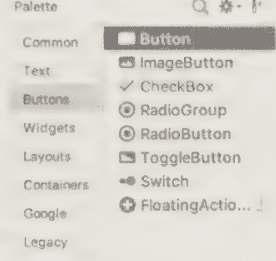 Palette
Common
Text
Buttons
Widgets
Layouts
Containers
Google
Legacy
Button
ImageButton
CheckBox
RadioGroup
RadioButton
ToggleButton
Switch
FloatingActio...